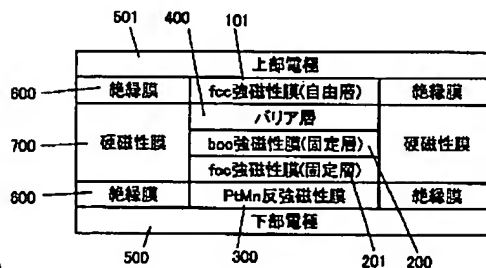 501 400 101
上部電極
600 絶縁膜 fcc強磁性膜(自由層) 絶縁膜
バリア層
700 硬磁性膜 bcc強磁性膜(固定層) 硬磁性膜
fcc強磁性膜(固定層)
600 絶縁膜 PtMn反強磁性膜 絶縁膜
下部電極
500 300 201 200